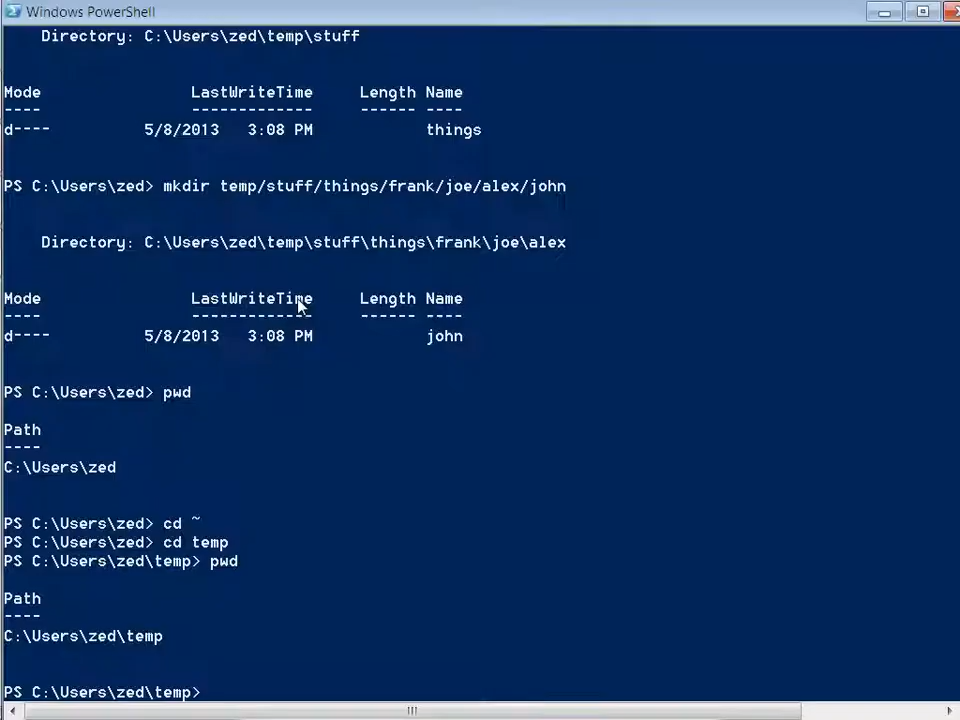 Windows PowerShell
Directory: C:\Users\zed\temp\stuff
Mode LastWriteTime Length Name
---- ------------- ------ ----
d---- 5/8/2013 3:08 PM things
PS C:\Users\zed> mkdir temp/stuff/things/frank/joe/alex/john
Directory: C:\Users\zed\temp\stuff\things\frank\joe\alex
Mode LastWriteTime Length Name
---- ------------- ------ ----
d---- 5/8/2013 3:08 PM john
PS C:\Users\zed> pwd
Path
----
C:\Users\zed
PS C:\Users\zed> cd ~
PS C:\Users\zed> cd temp
PS C:\Users\zed\temp> pwd
Path
----
C:\Users\zed\temp
PS C:\Users\zed\temp>